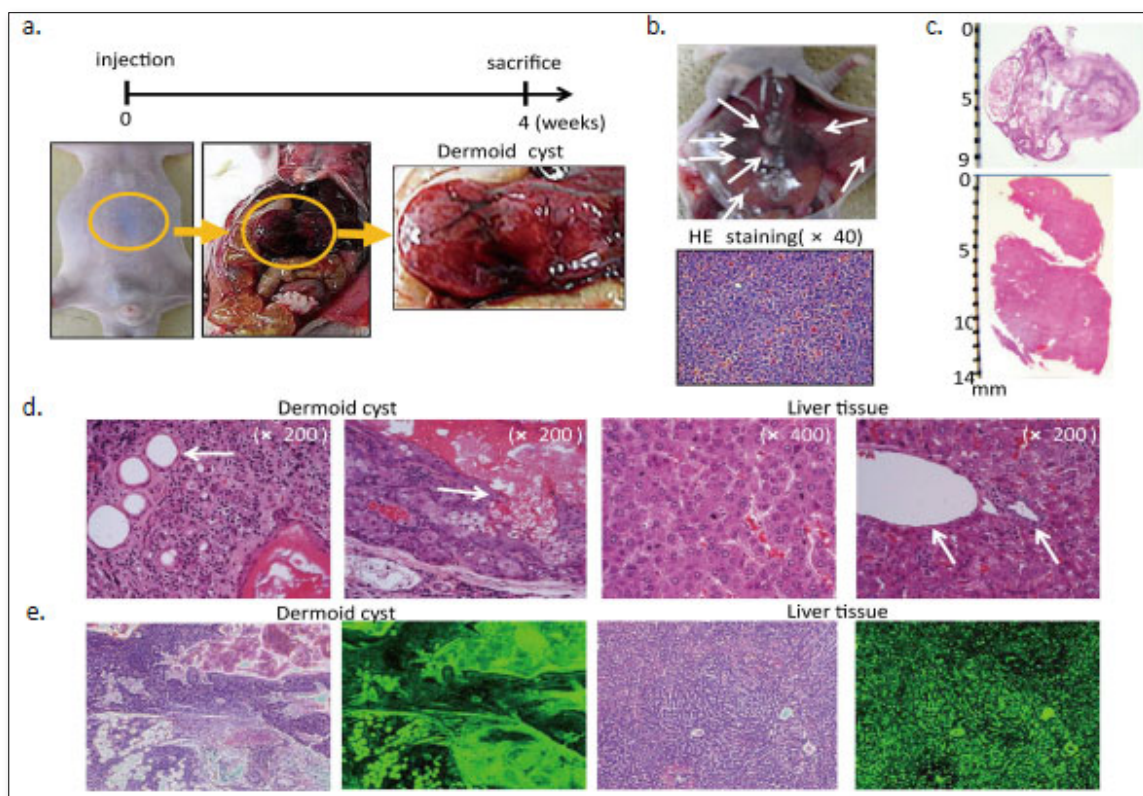 a.
injection
sacrifice
0
4 (weeks)
Dermoid cyst
b.
HE staining( × 40)
c.
0
5
9
0
5
10
14
mm
d.
Dermoid cyst
Liver tissue
(× 200)
(× 200)
(× 400)
(× 200)
e.
Dermoid cyst
Liver tissue